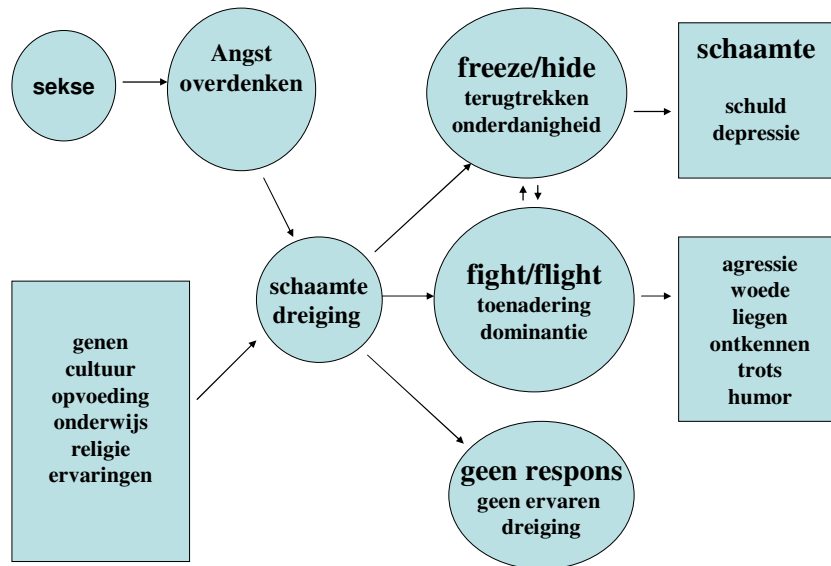 sekse
Angst
overdenken
freeze/hide
terugtrekken
onderdanigheid
schaamte
schuld
depressie
genen
cultuur
opvoeding
onderwijs
religie
ervaringen
schaamte
dreiging
fight/flight
toenadering
dominantie
agressie
woede
liegen
ontkennen
trots
humor
geen respons
geen ervaren
dreiging